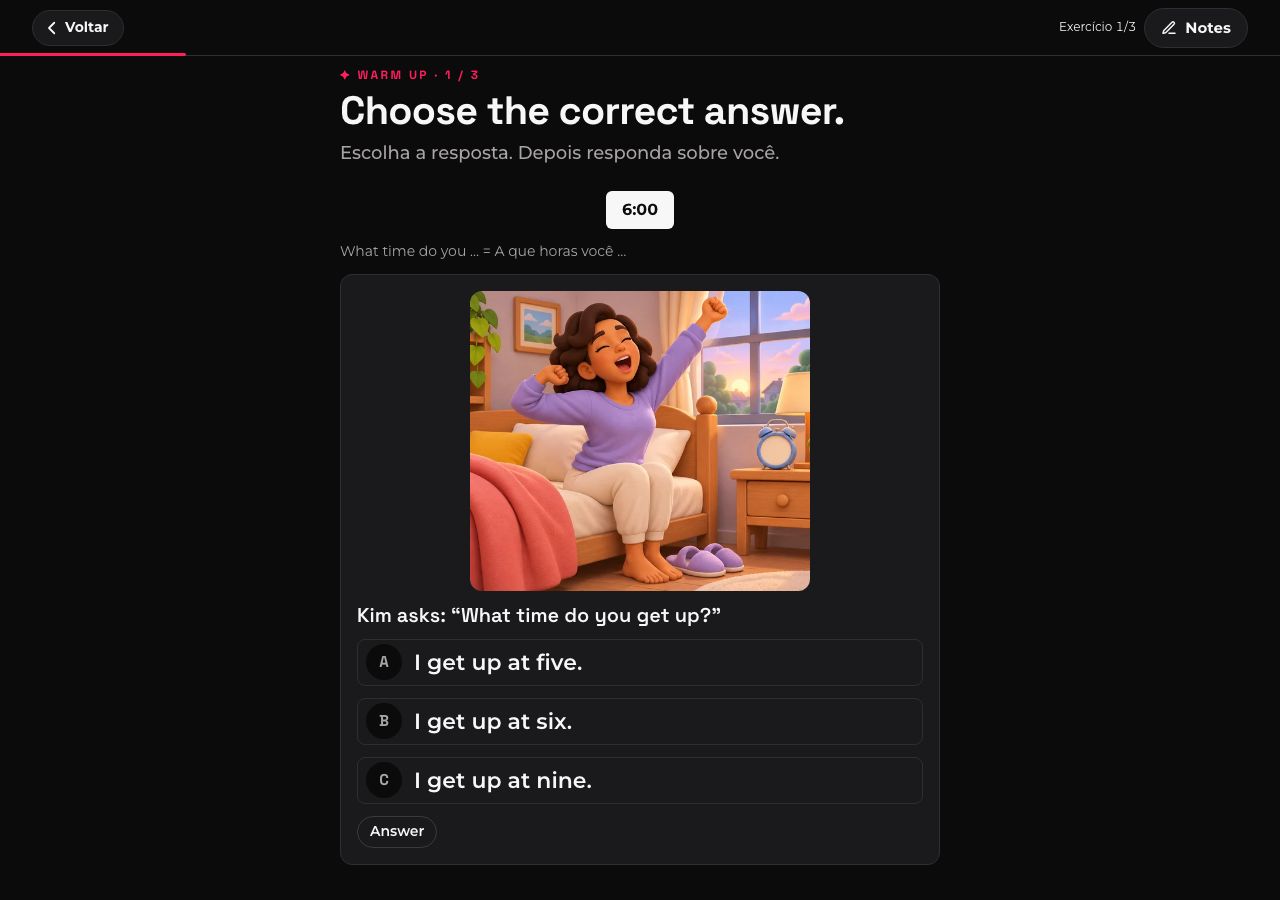 Voltar
Exercício 1/3
Notes
WARM UP · 1 / 3
Choose the correct answer.
Escolha a resposta. Depois responda sobre você.
6:00
What time do you ... = A que horas você ...
Kim asks: “What time do you get up?”
A I get up at five.
B I get up at six.
C I get up at nine.
Answer